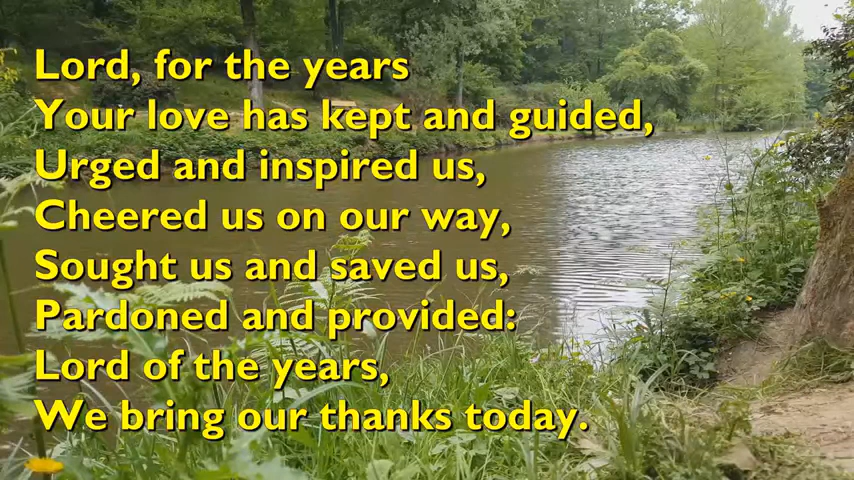 Lord, for the years
Your love has kept and guided,
Urged and inspired us,
Cheered us on our way,
Sought us and saved us,
Pardoned and provided:
Lord of the years,
We bring our thanks today.